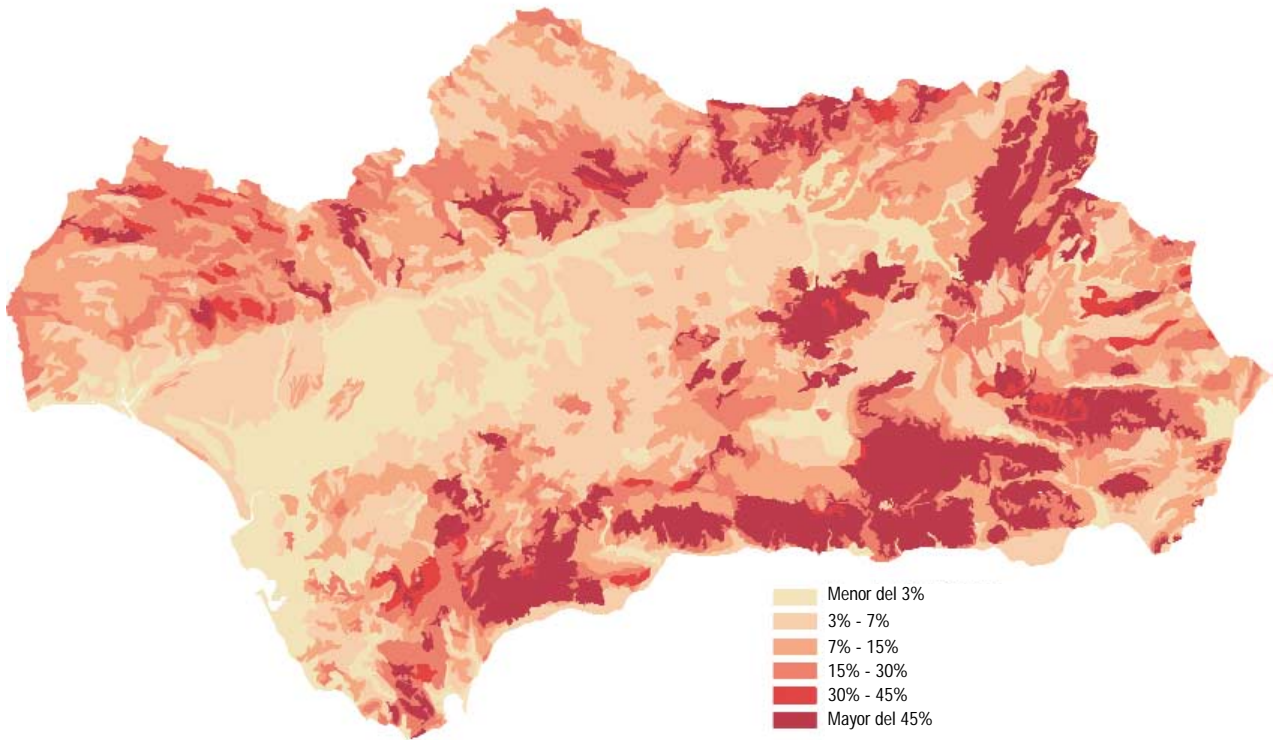 Menor del 3%
3% - 7%
7% - 15%
15% - 30%
30% - 45%
Mayor del 45%